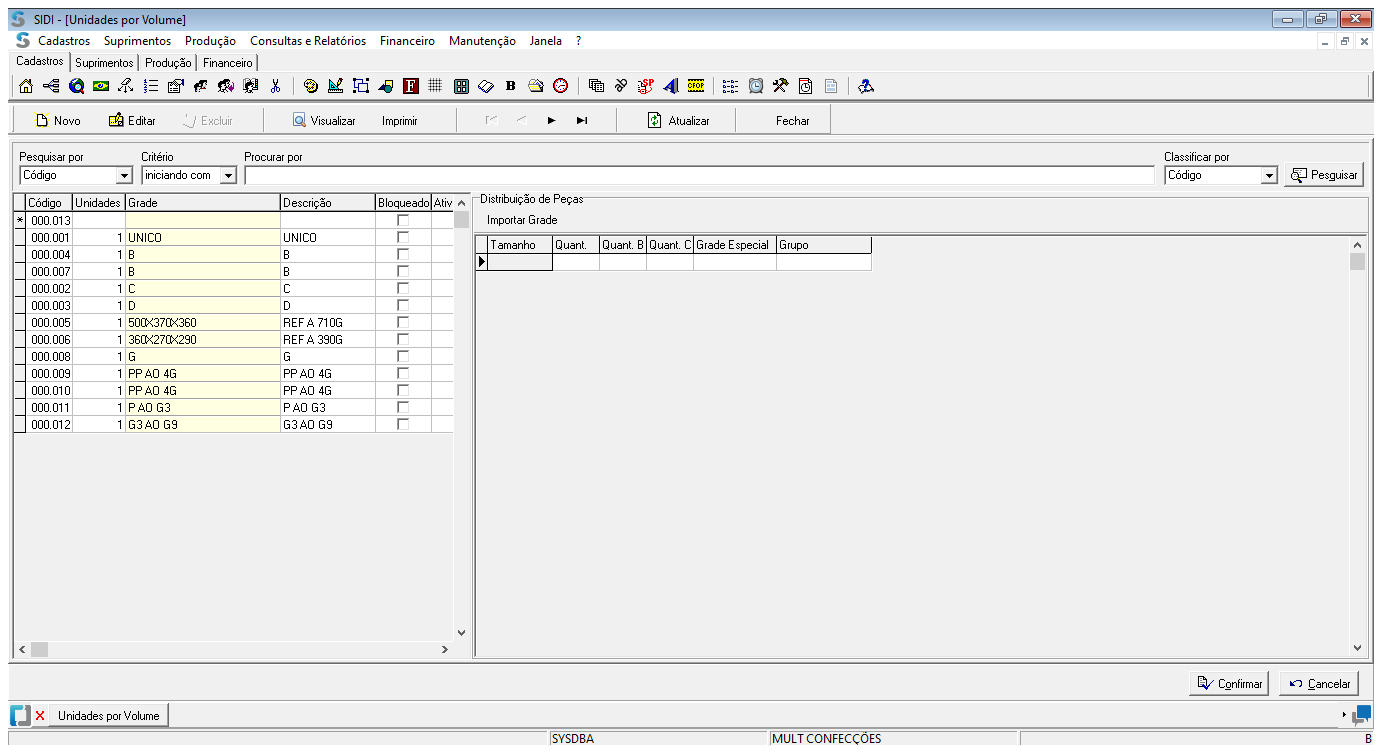 SIDI - [Unidades por Volume]
Cadastros Suprimentos Produção Consultas e Relatórios Financeiro Manutenção Janela ?
Cadastros Suprimentos Produção Financeiro
F B SP CFOP
Novo Editar Excluir Visualizar Imprimir Atualizar Fechar
Pesquisar por Critério Procurar por Classificar por
Código iniciando com Código Pesquisar
Código Unidades Grade Descrição Bloqueado Ativ
Distribuição de Peças
Importar Grade
Tamanho Quant. Quant. B Quant. C Grade Especial Grupo
* 000.013
000.001 1 UNICO UNICO
000.004 1 B B
000.007 1 B B
000.002 1 C C
000.003 1 D D
000.005 1 500X370X360 REF A 710G
000.006 1 360X270X290 REF A 390G
000.008 1 G G
000.009 1 PP AO 4G PP AO 4G
000.010 1 PP AO 4G PP AO 4G
000.011 1 P AO G3 P AO G3
000.012 1 G3 AO G9 G3 AO G9
Confirmar Cancelar
Unidades por Volume
SYSDBA MULT CONFECÇÕES B